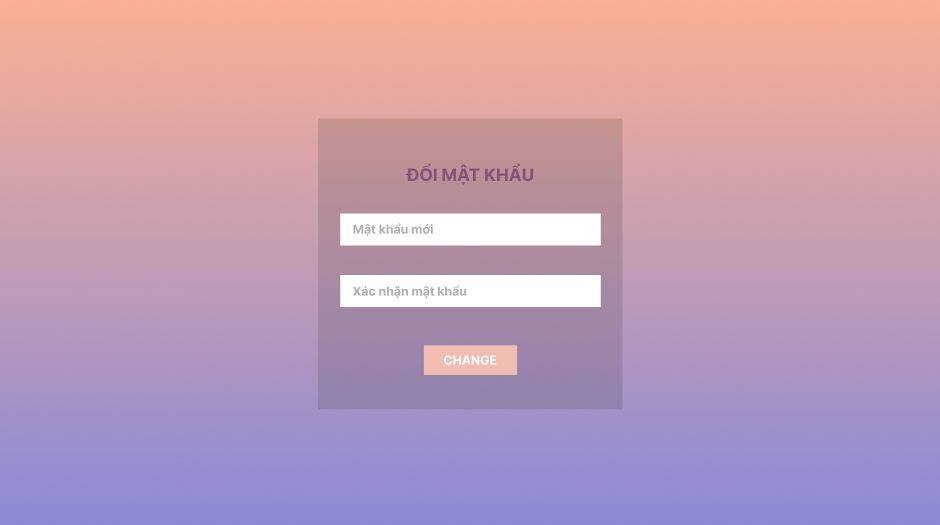 ĐỔI MẬT KHẨU
Mật khẩu mới
Xác nhận mật khẩu
CHANGE